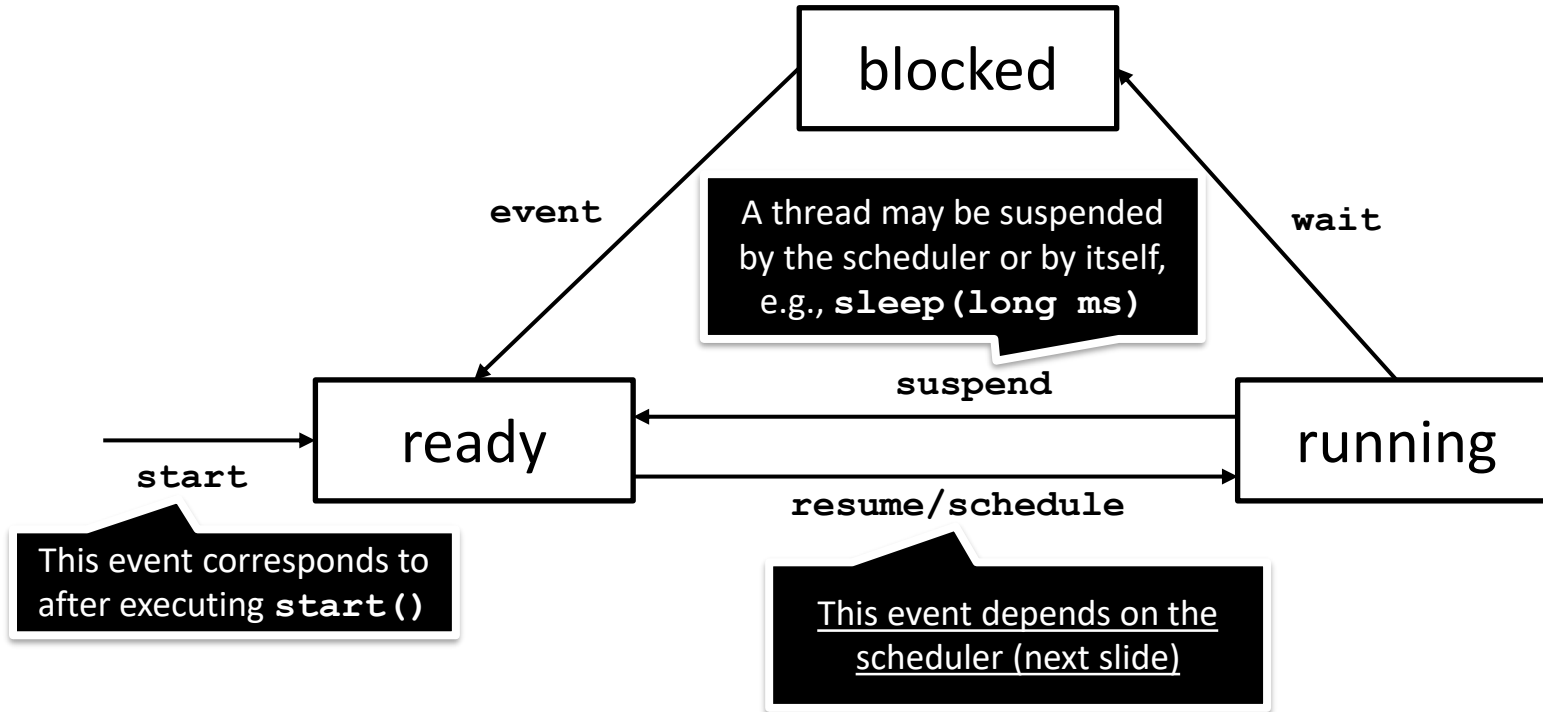 blocked
event
A thread may be suspended
by the scheduler or by itself,
e.g., sleep(long ms)
wait
suspend
ready
running
start
resume/schedule
This event corresponds to
after executing start()
This event depends on the
scheduler (next slide)